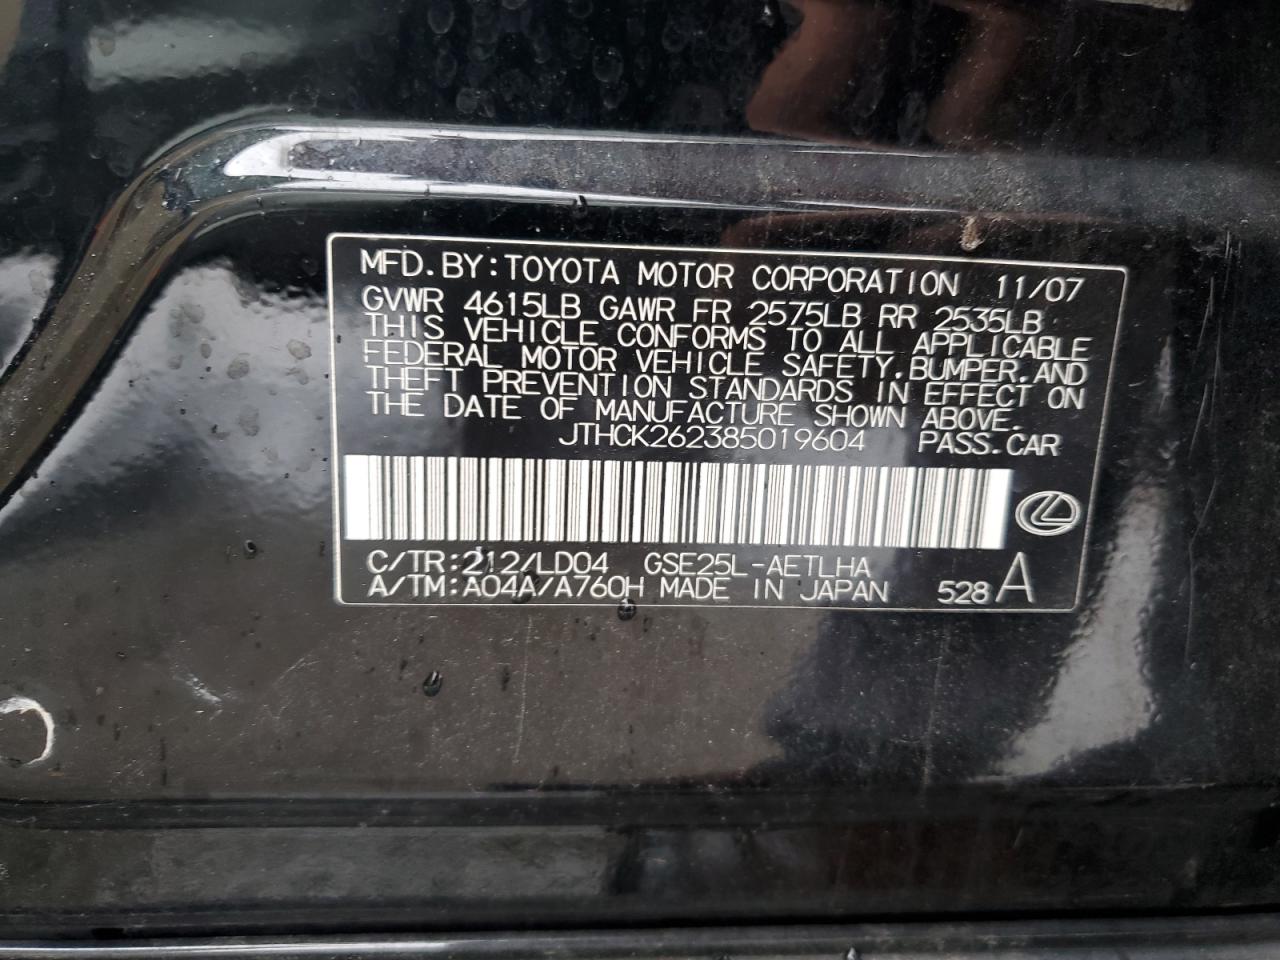 MFD.BY:TOYOTA MOTOR CORPORATION 11/07
GVWR 4615LB GAWR FR 2575LB RR 2535LB
THIS VEHICLE CONFORMS TO ALL APPLICABLE
FEDERAL MOTOR VEHICLE SAFETY,BUMPER,AND
THEFT PREVENTION STANDARDS IN EFFECT ON
THE DATE OF MANUFACTURE SHOWN ABOVE.
JTHCK262385019604 PASS.CAR
C/TR:212/LD04 GSE25L-AETLHA
A/TM:A04A/A760H MADE IN JAPAN 528A